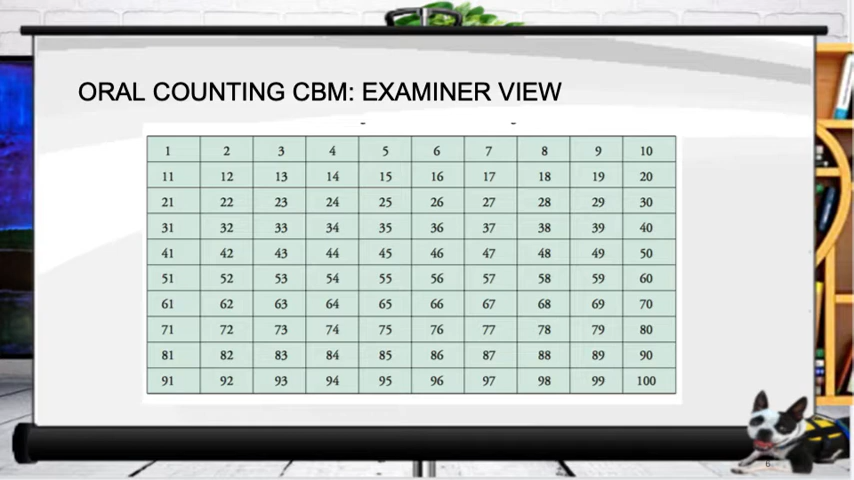 ORAL COUNTING CBM: EXAMINER VIEW
1 2 3 4 5 6 7 8 9 10
11 12 13 14 15 16 17 18 19 20
21 22 23 24 25 26 27 28 29 30
31 32 33 34 35 36 37 38 39 40
41 42 43 44 45 46 47 48 49 50
51 52 53 54 55 56 57 58 59 60
61 62 63 64 65 66 67 68 69 70
71 72 73 74 75 76 77 78 79 80
81 82 83 84 85 86 87 88 89 90
91 92 93 94 95 96 97 98 99 100
6